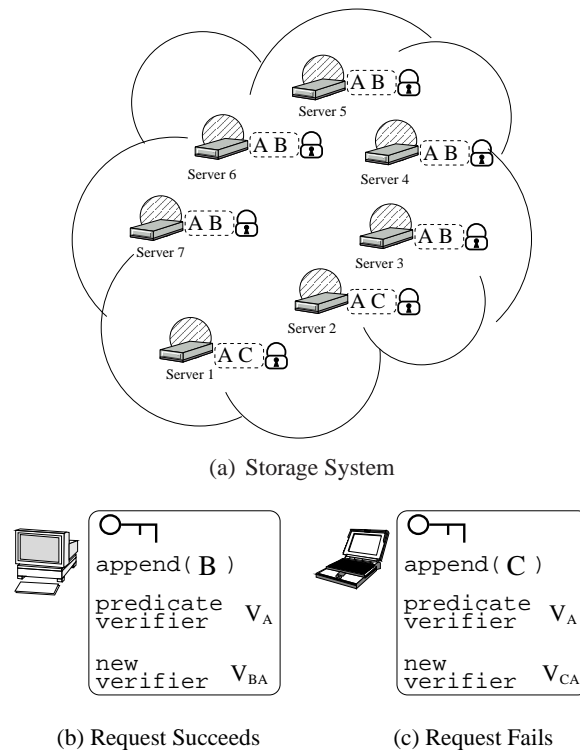 A B
Server 5
A B
Server 6
A B
Server 4
A B
Server 7
A B
Server 3
A C
Server 2
A C
Server 1
(a) Storage System
append( B )
predicate
verifier V_A
new
verifier V_BA
(b) Request Succeeds
append( C )
predicate
verifier V_A
new
verifier V_CA
(c) Request Fails